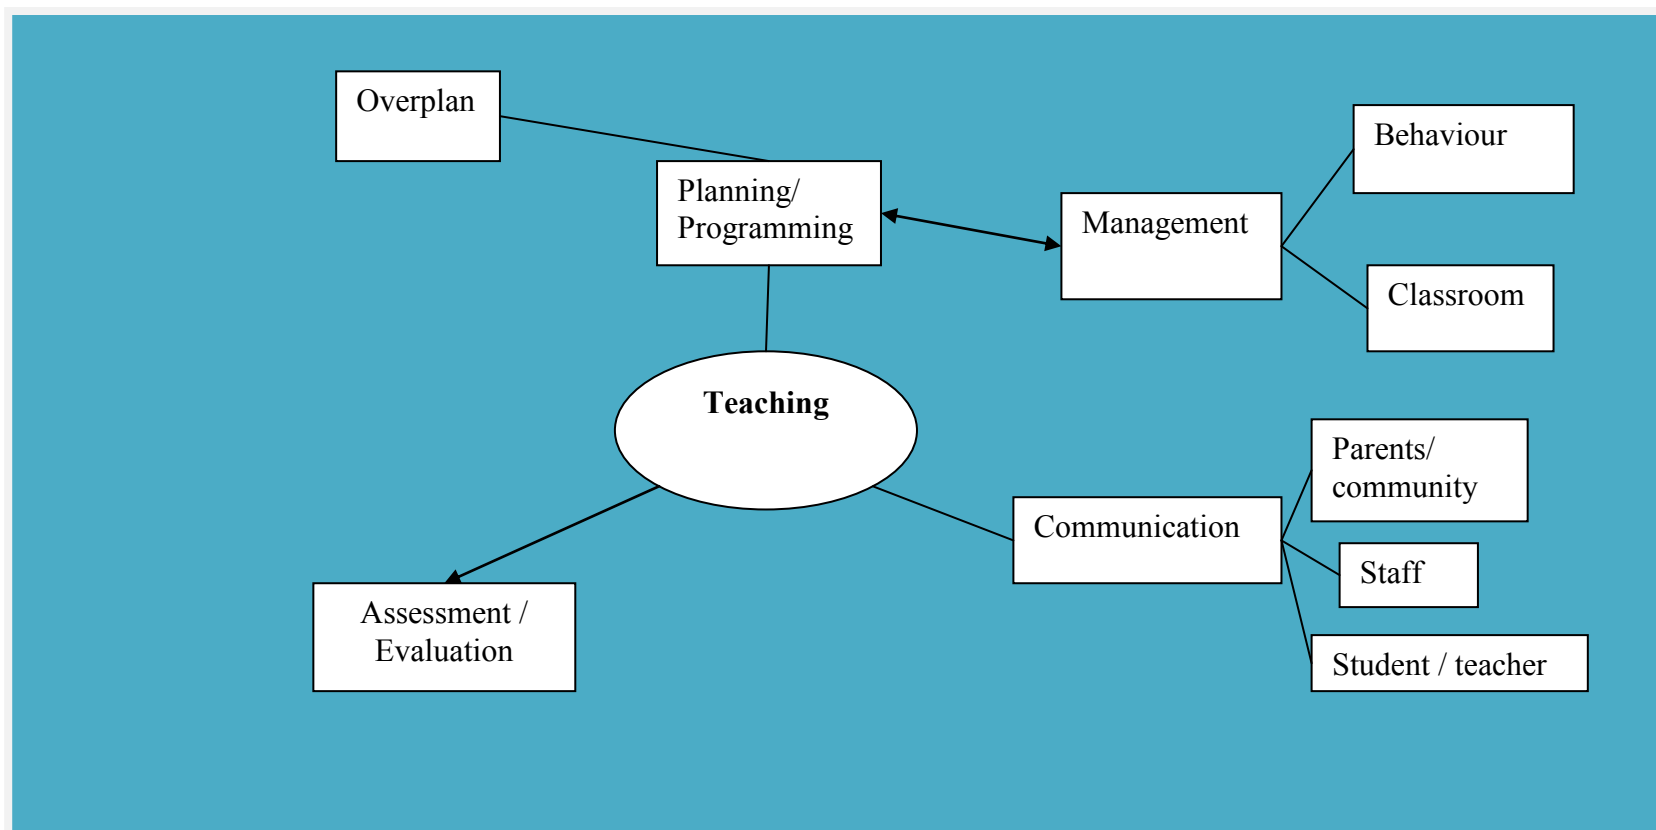 Overplan
Behaviour
Planning/
Programming
Management
Classroom
Teaching
Parents/
community
Communication
Staff
Assessment /
Evaluation
Student / teacher